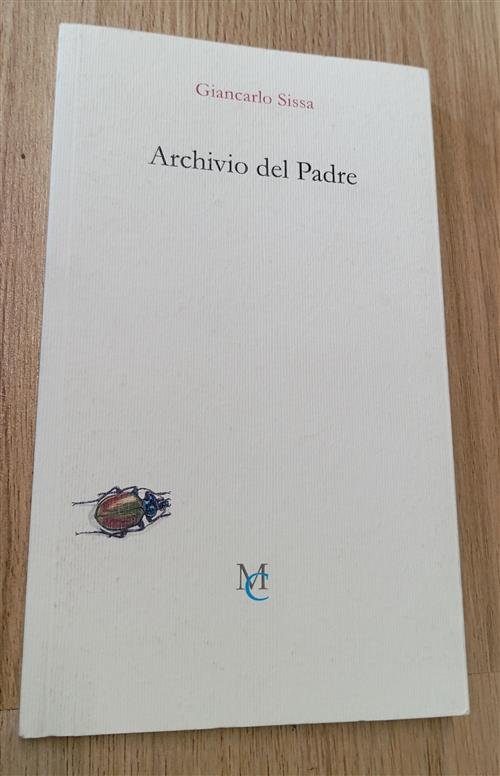 Giancarlo Sissa
Archivio del Padre
MC